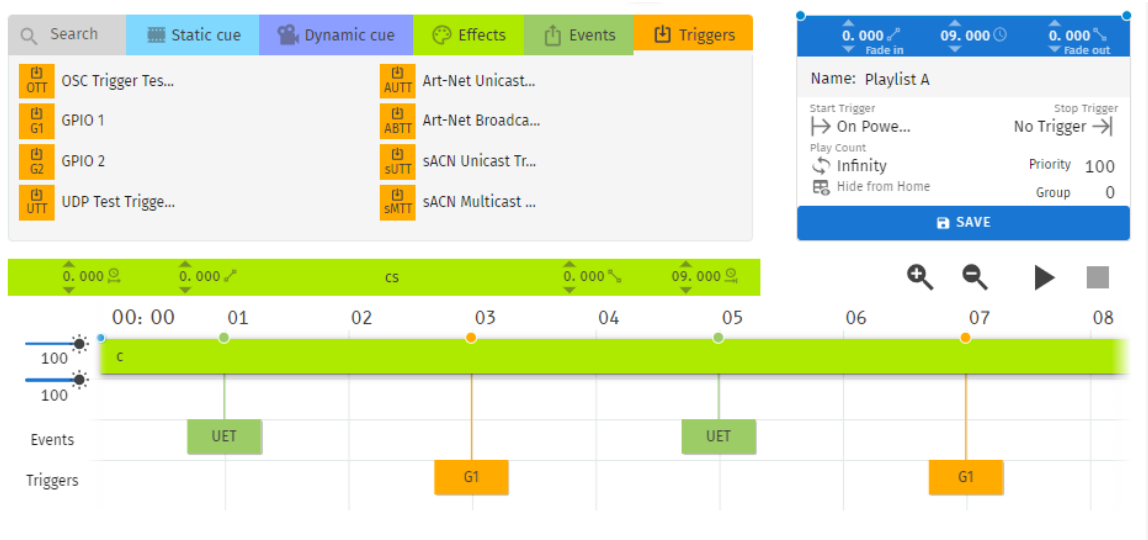 Search Static cue Dynamic cue Effects Events Triggers
OTT OSC Trigger Tes... AUTT Art-Net Unicast...
G1 GPIO 1 ABTT Art-Net Broadca...
G2 GPIO 2 sUTT sACN Unicast Tr...
UTT UDP Test Trigge... sMTT sACN Multicast ...
0. 000 09. 000 0. 000
Fade in Fade out
Name: Playlist A
Start Trigger Stop Trigger
On Powe... No Trigger
Play Count
Infinity Priority 100
Hide from Home Group 0
SAVE
0. 000 0. 000 cs 0. 000 09. 000
00: 00 01 02 03 04 05 06 07 08
100 c
100
Events UET UET
Triggers G1 G1